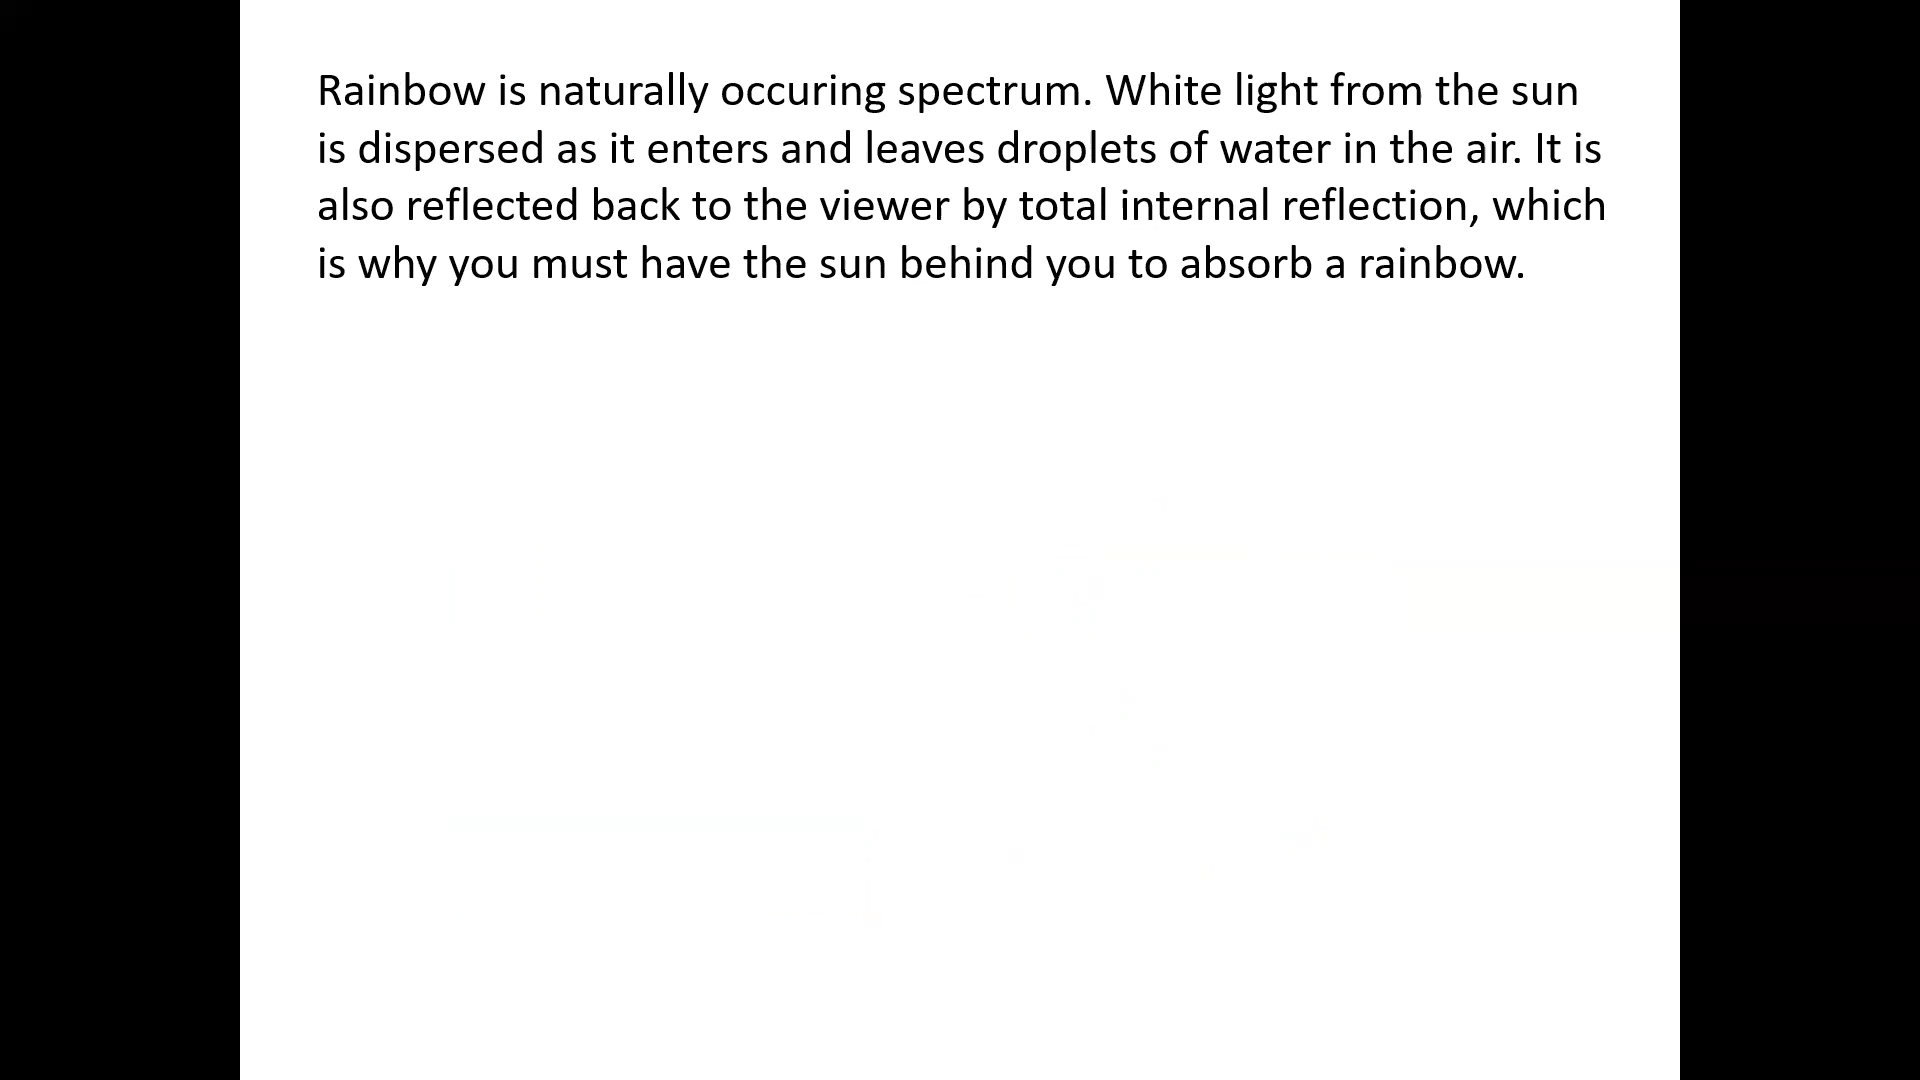 Rainbow is naturally occuring spectrum. White light from the sun
is dispersed as it enters and leaves droplets of water in the air. It is
also reflected back to the viewer by total internal reflection, which
is why you must have the sun behind you to absorb a rainbow.